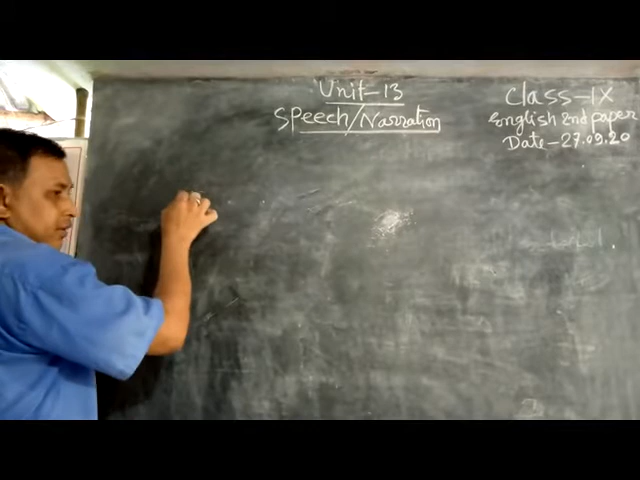 Unit-13
Speech/Narration
Class-IX
English 2nd paper
Date-27.09.20